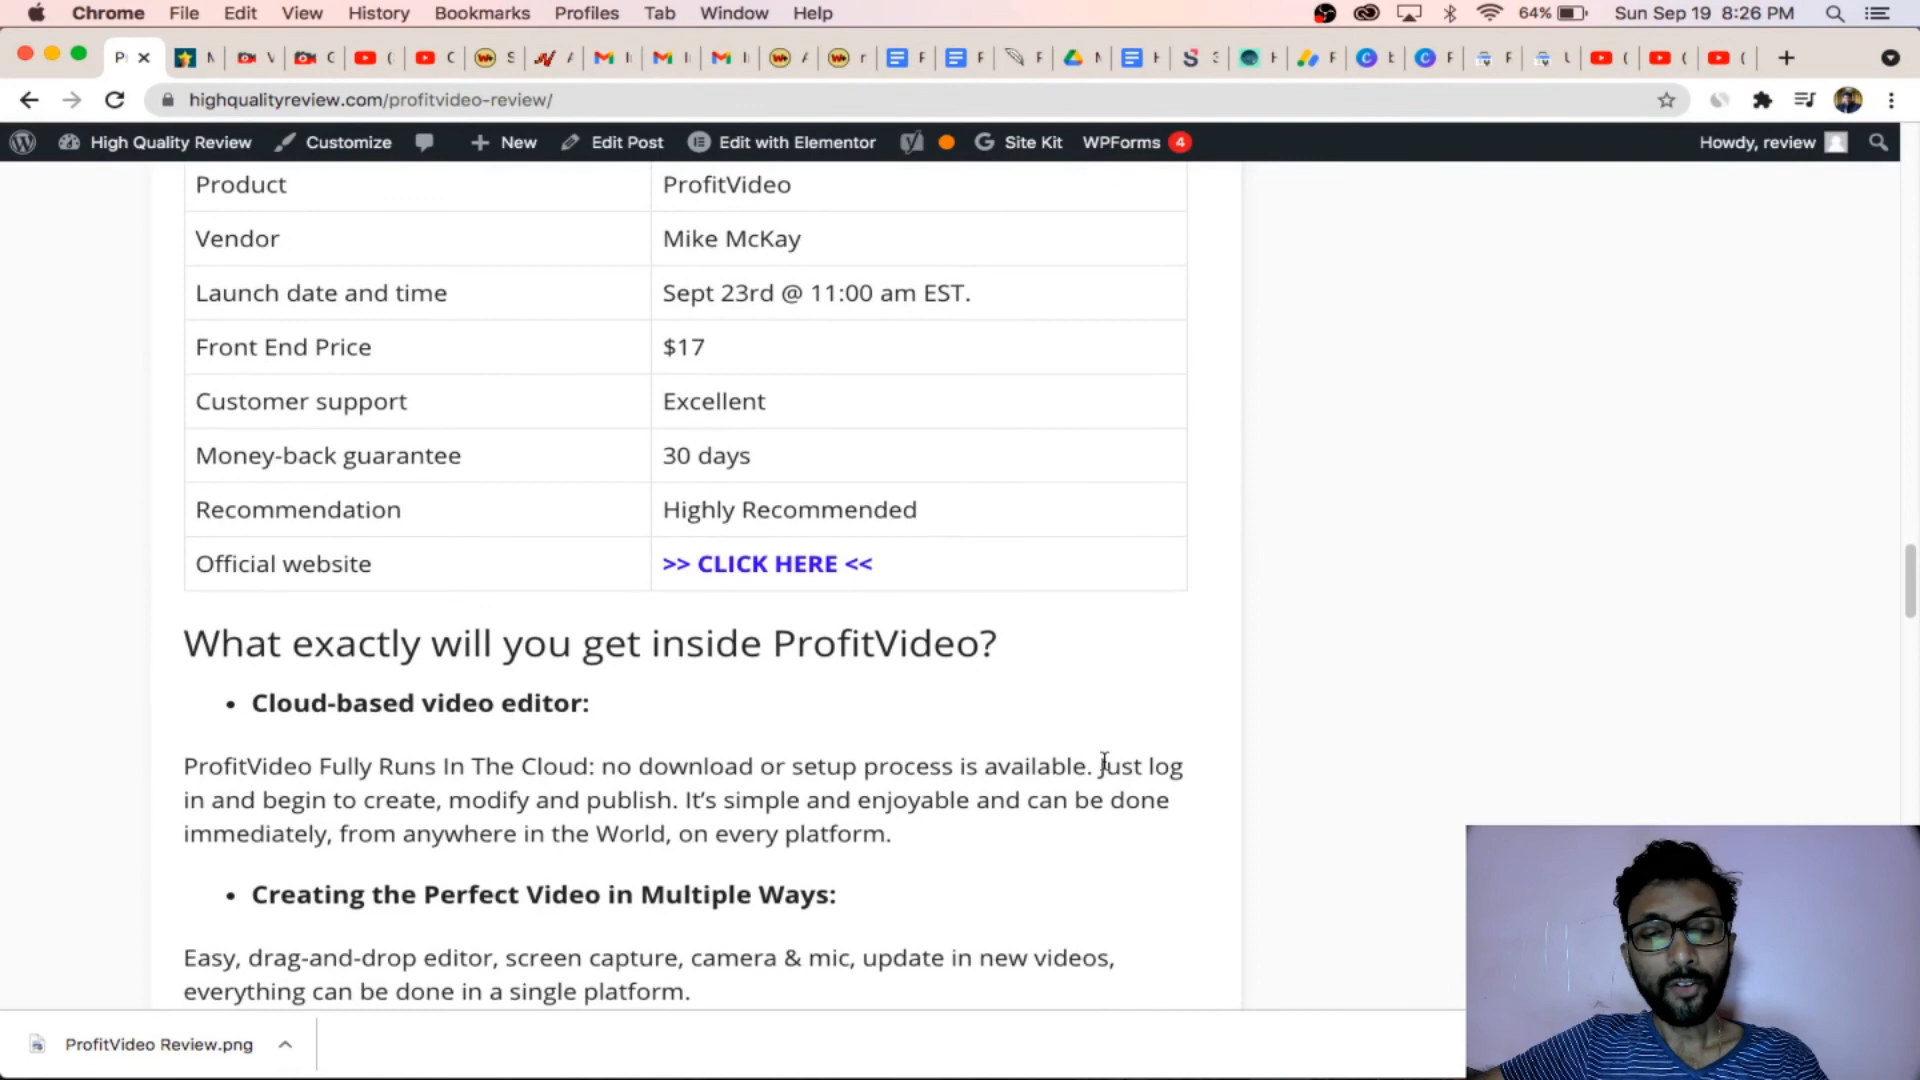 Chrome File Edit View History Bookmarks Profiles Tab Window Help 64% Sun Sep 19 8:26 PM
highqualityreview.com/profitvideo-review/
High Quality Review Customize New Edit Post Edit with Elementor Site Kit WPForms 4 Howdy, review
Product ProfitVideo
Vendor Mike McKay
Launch date and time Sept 23rd @ 11:00 am EST.
Front End Price $17
Customer support Excellent
Money-back guarantee 30 days
Recommendation Highly Recommended
Official website >> CLICK HERE <<
What exactly will you get inside ProfitVideo?
• Cloud-based video editor:
ProfitVideo Fully Runs In The Cloud: no download or setup process is available. Just log
in and begin to create, modify and publish. It’s simple and enjoyable and can be done
immediately, from anywhere in the World, on every platform.
• Creating the Perfect Video in Multiple Ways:
Easy, drag-and-drop editor, screen capture, camera & mic, update in new videos,
everything can be done in a single platform.
ProfitVideo Review.png